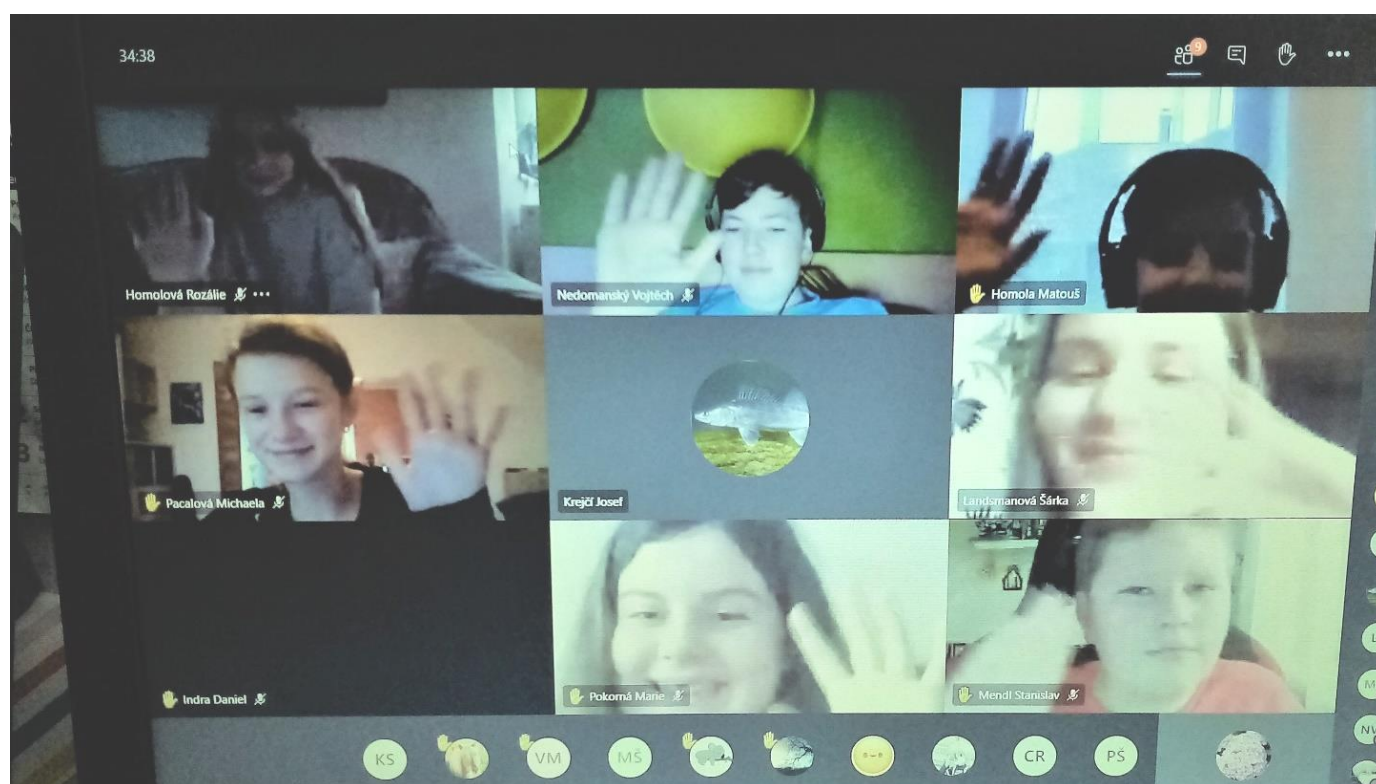 34:38
9
Homolová Rozálie
Nedomanský Vojtěch
Homola Matouš
Pacalová Michaela
Krejčí Josef
Landsmanová Šárka
Indra Daniel
Pokorná Marie
Mendl Stanislav
KS
VM
MŠ
CR
PŠ